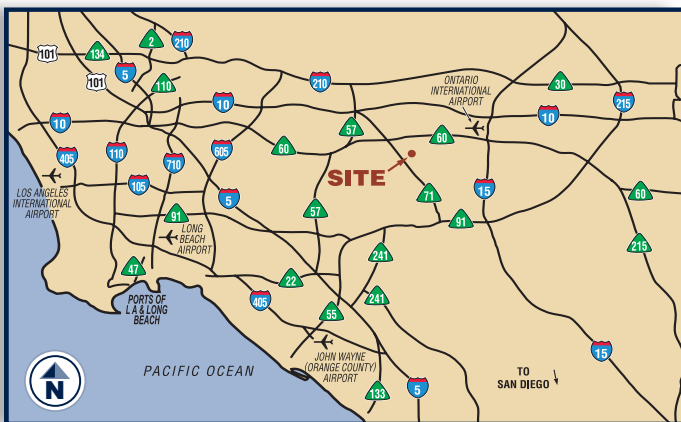 101
134
2
210
5
101
110
210
ONTARIO
INTERNATIONAL
AIRPORT
30
215
10
10
10
57
60
60
405
110
710
605
SITE
LOS ANGELES
INTERNATIONAL
AIRPORT
105
5
71
15
60
91
LONG
BEACH
AIRPORT
57
91
215
241
47
PORTS OF
LA & LONG
BEACH
22
405
241
55
JOHN WAYNE
(ORANGE COUNTY)
AIRPORT
15
PACIFIC OCEAN
TO
SAN DIEGO
N
133
5